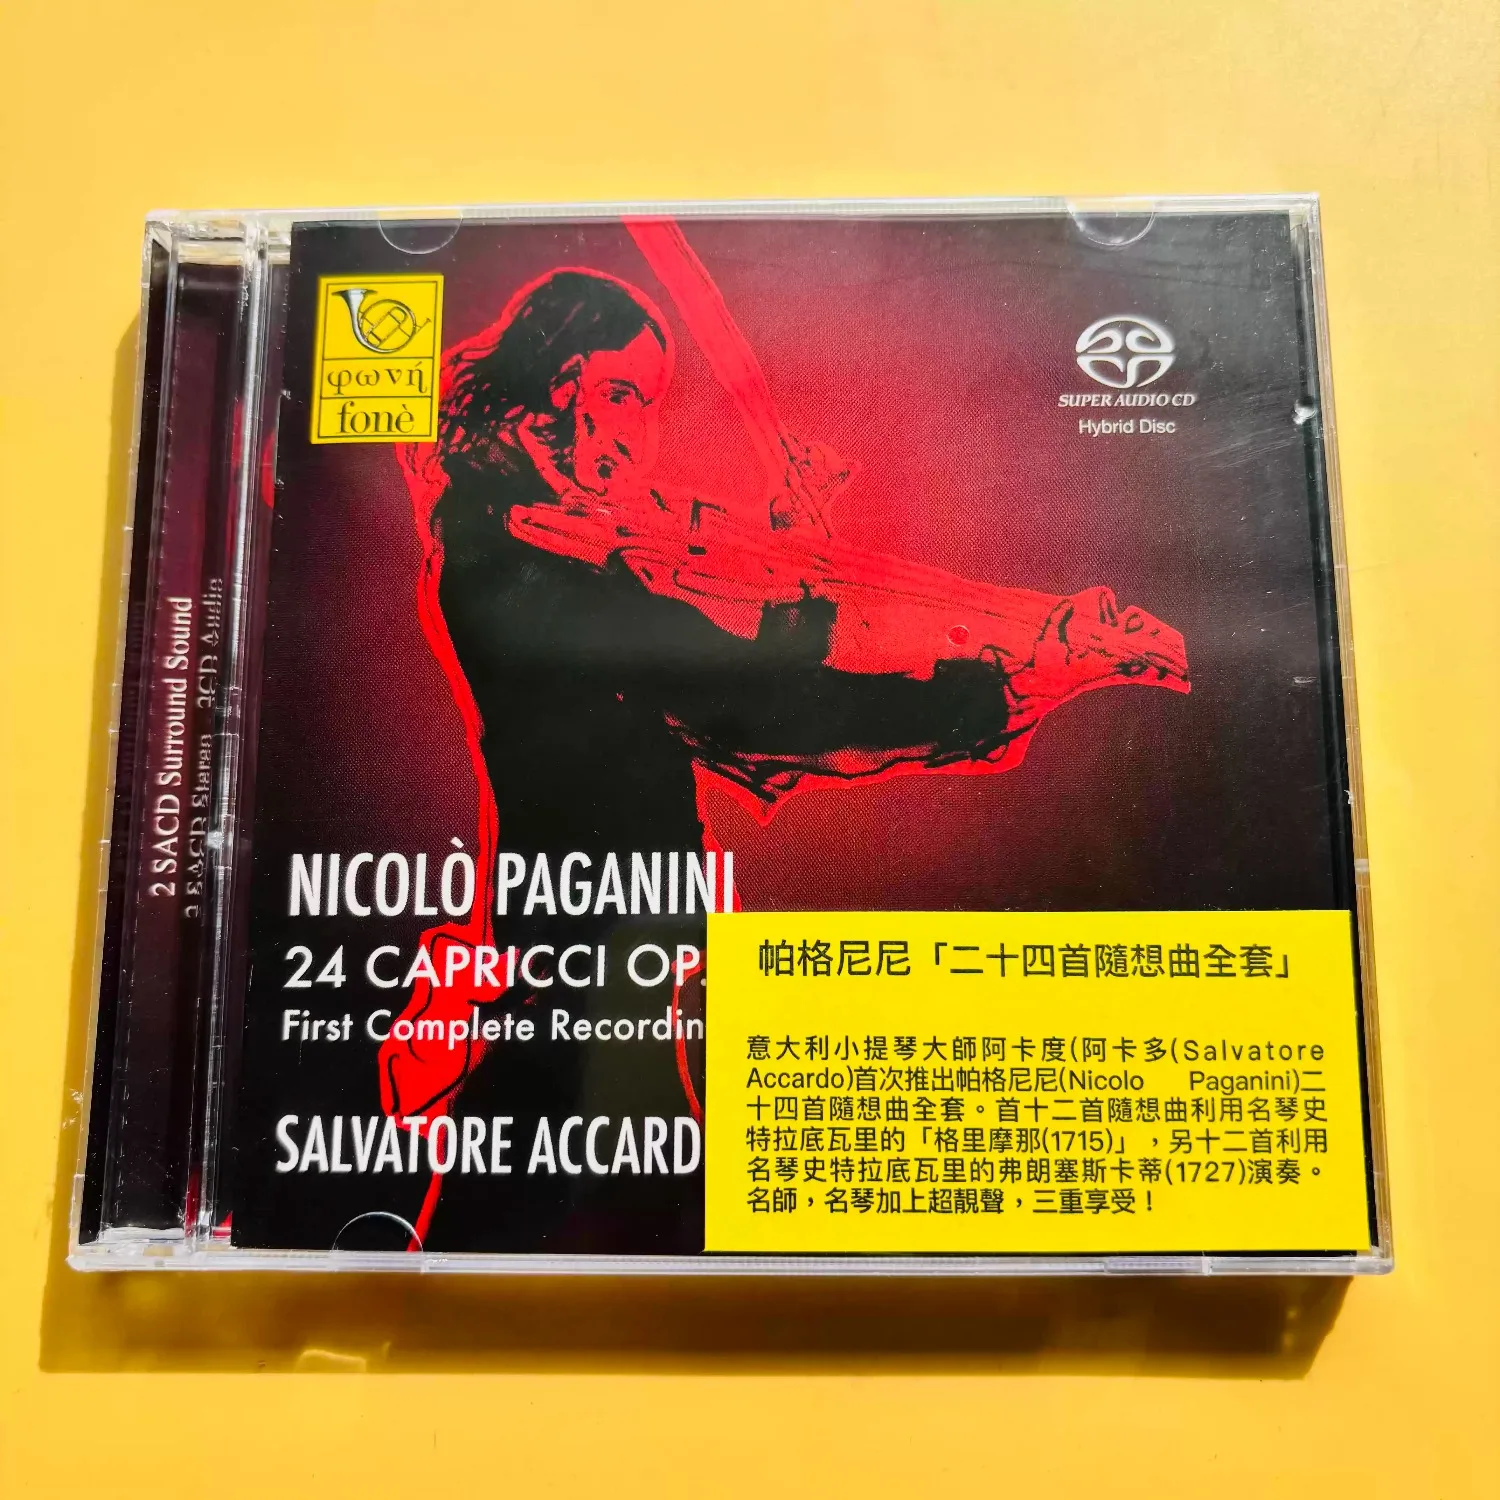 φωνή
fonè
SUPER AUDIO CD
Hybrid Disc
2 SACD Surround Sound
2 SACD Stereo 2CD Audio
NICOLÒ PAGANINI
24 CAPRICCI OP.
First Complete Recordin
SALVATORE ACCARD
帕格尼尼「二十四首隨想曲全套」
意大利小提琴大師阿卡度(阿卡多(Salvatore
Accardo)首次推出帕格尼尼(Nicolo Paganini)二
十四首隨想曲全套。首十二首隨想曲利用名琴史
特拉底瓦里的「格里摩那(1715)」，另十二首利用
名琴史特拉底瓦里的弗朗塞斯卡蒂(1727)演奏。
名師，名琴加上超靚聲，三重享受！